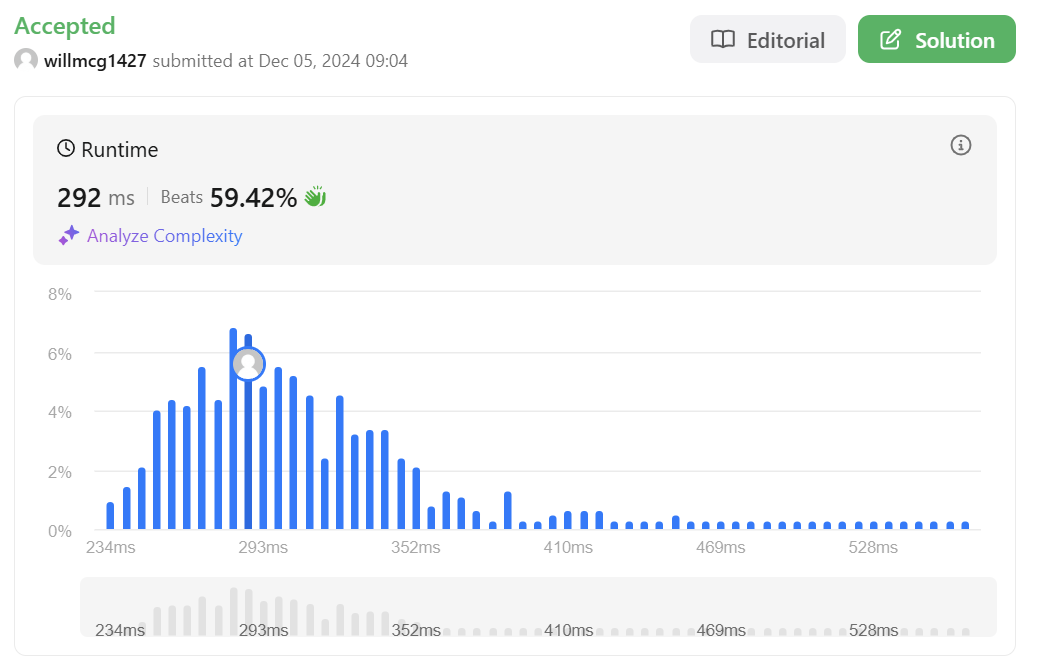 Accepted
willmcg1427 submitted at Dec 05, 2024 09:04
Editorial
Solution
Runtime
292 ms Beats 59.42%
Analyze Complexity
8%
6%
4%
2%
0%
234ms 293ms 352ms 410ms 469ms 528ms
234ms 293ms 352ms 410ms 469ms 528ms